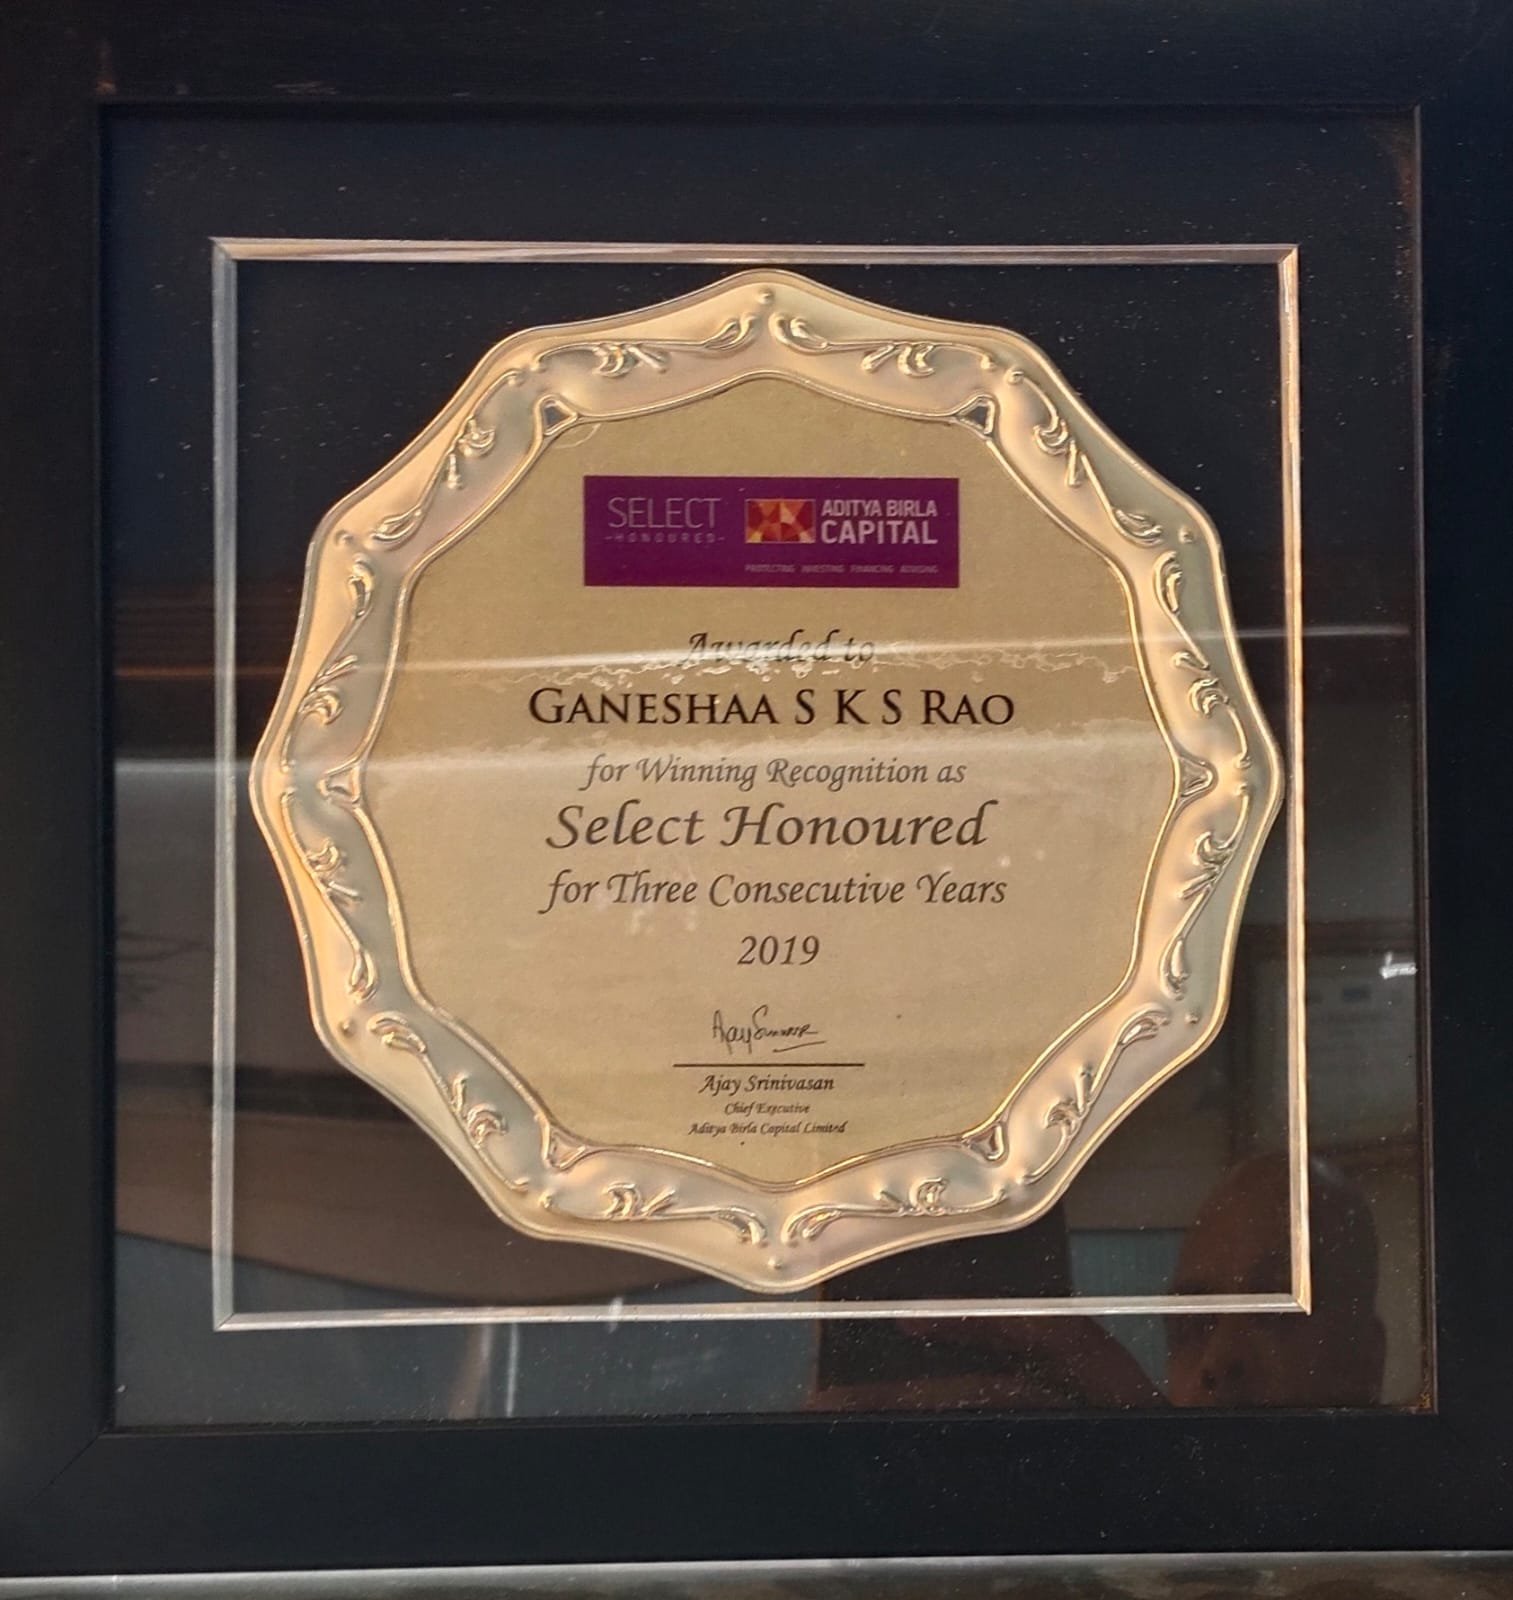 SELECT
-HONOURED-
ADITYA BIRLA
CAPITAL
PROTECTING INVESTING FINANCING ADVISING
Awarded to
GANESHAA S K S RAO
for Winning Recognition as
Select Honoured
for Three Consecutive Years
2019
Ajay Srinivasan
Chief Executive
Aditya Birla Capital Limited